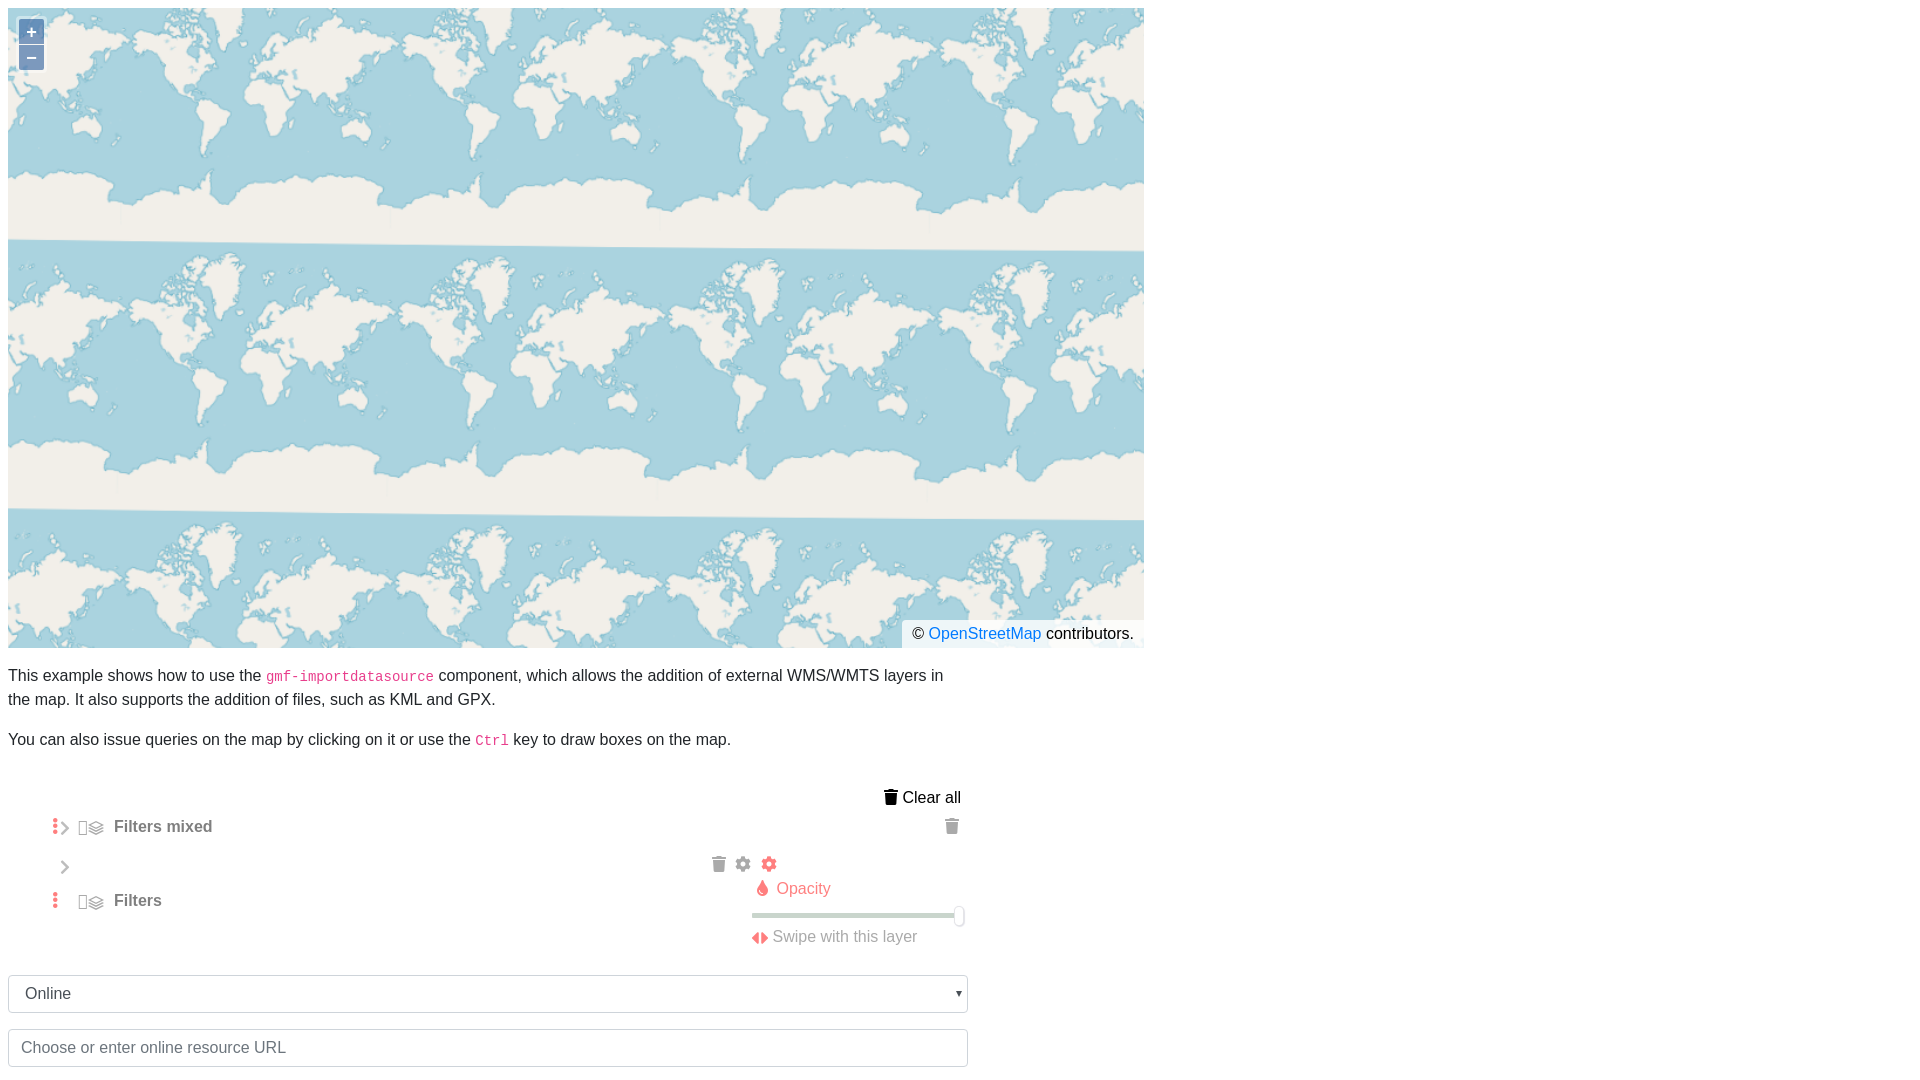 +
−
© OpenStreetMap contributors.
This example shows how to use the gmf-importdatasource component, which allows the addition of external WMS/WMTS layers in
the map. It also supports the addition of files, such as KML and GPX.
You can also issue queries on the map by clicking on it or use the Ctrl key to draw boxes on the map.
Clear all
Filters mixed
Filters
Opacity
Swipe with this layer
Online
Choose or enter online resource URL